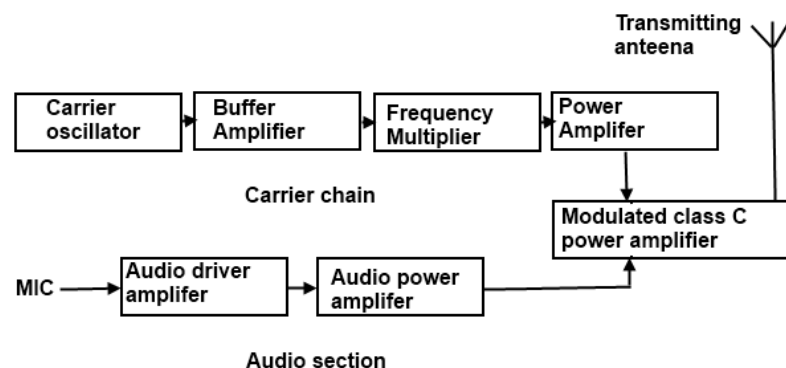 Transmitting
anteena
Carrier
oscillator
Buffer
Amplifier
Frequency
Multiplier
Power
Amplifer
Carrier chain
Modulated class C
power amplifier
MIC
Audio driver
amplifer
Audio power
amplifer
Audio section